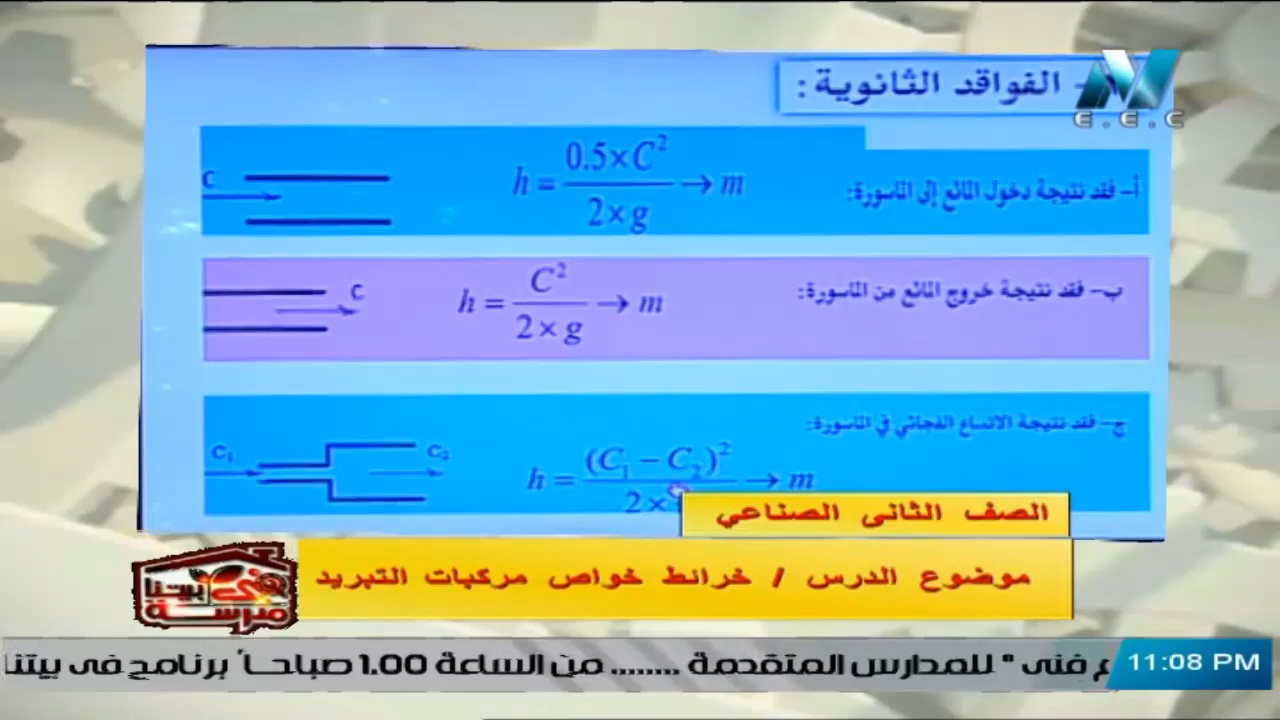 - الفواقد الثانوية:
E.E.C
أ- فقد نتيجة دخول المائع إلى الماسورة:
h = 0.5×C² / 2×g → m
C
ب- فقد نتيجة خروج المائع من الماسورة:
h = C² / 2×g → m
C
ج- فقد نتيجة الاتساع الفجائي في الماسورة:
h = (C₁ − C₂)² / 2× → m
C₁
C₂
الصف الثانى الصناعي
موضوع الدرس / خرائط خواص مركبات التبريد
فى بيتنا مدرسة
م فنى " للمدارس المتقدمة ........ من الساعة 1.00 صباحاً برنامج فى بيتنا
11:08 PM